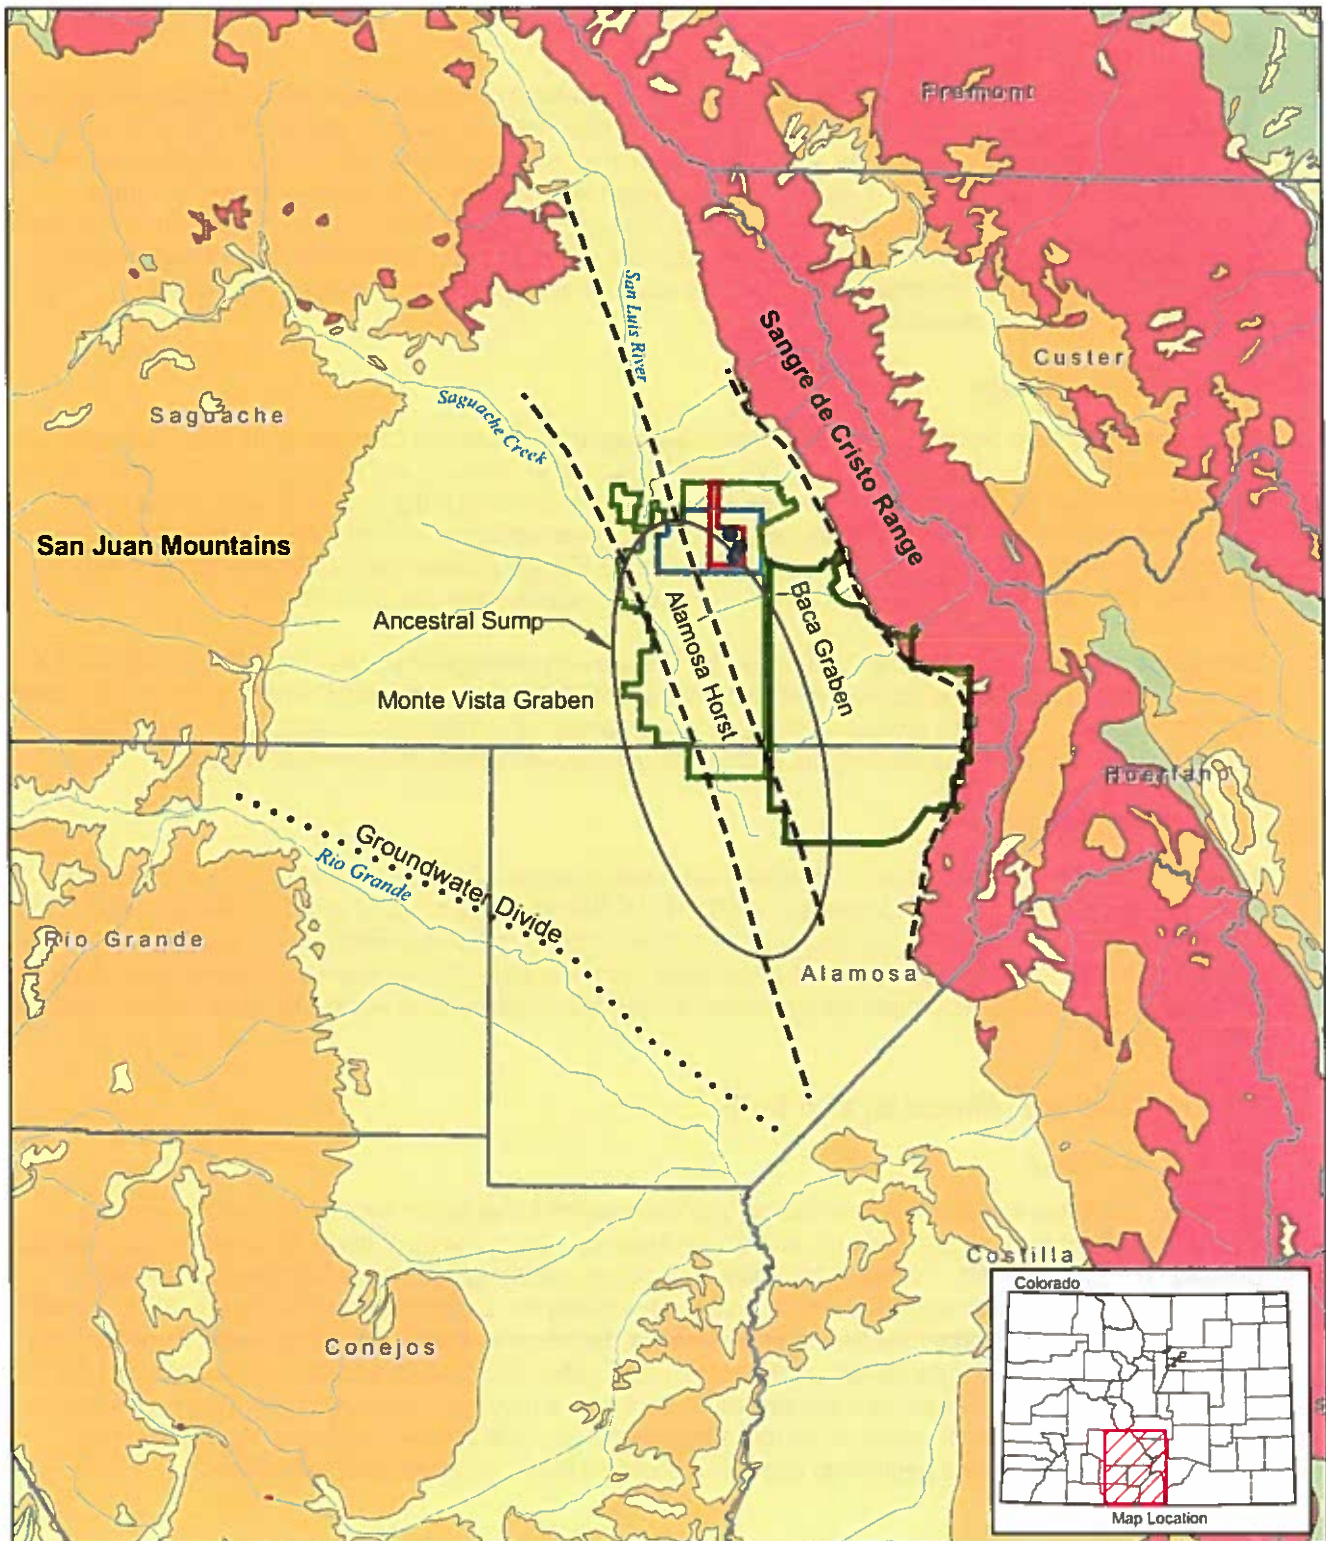 Fremont
San Luis River
Sangre de Cristo Range
Custer
Saguache Creek
Saguache
San Juan Mountains
Ancestral Sump
Alamosa Horst
Baca Graben
Monte Vista Graben
Huerfano
Groundwater Divide
Rio Grande
Rio Grande
Alamosa
Costilla
Colorado
Conejos
Map Location